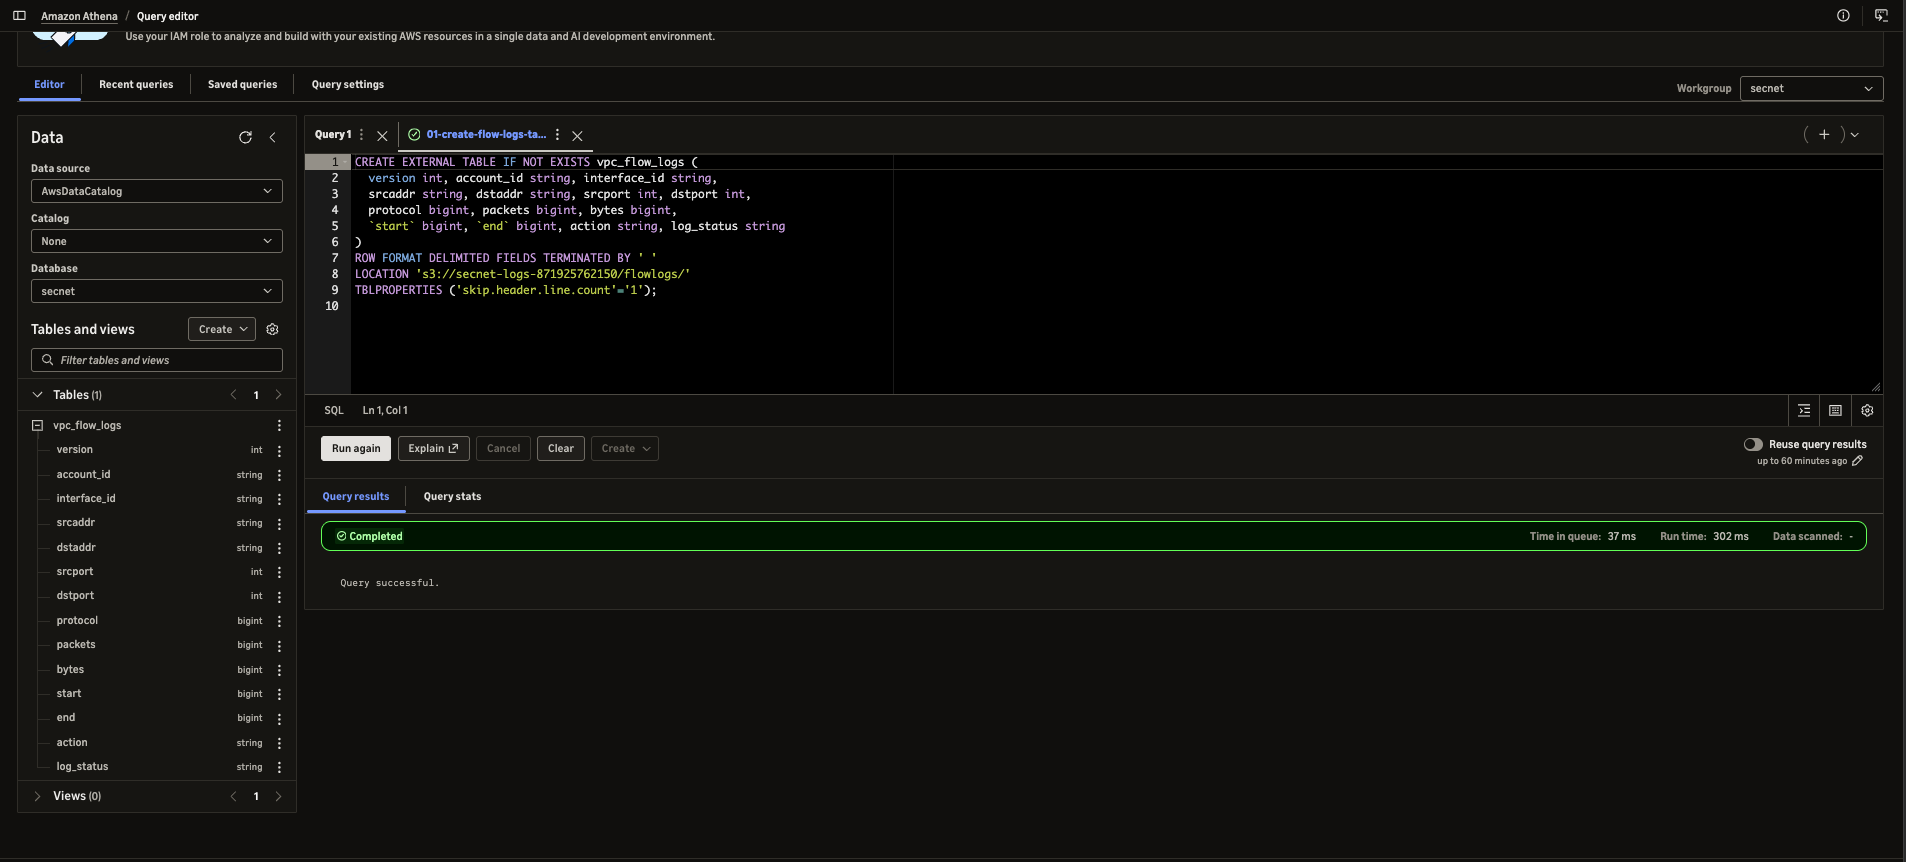 Amazon Athena / Query editor
Use your IAM role to analyze and build with your existing AWS resources in a single data and AI development environment.
Editor
Recent queries
Saved queries
Query settings
Workgroup
secnet
Data
Data source
AwsDataCatalog
Catalog
None
Database
secnet
Tables and views
Create
Filter tables and views
Tables (1)
1
vpc_flow_logs
version int
account_id string
interface_id string
srcaddr string
dstaddr string
srcport int
dstport int
protocol bigint
packets bigint
bytes bigint
start bigint
end bigint
action string
log_status string
Views (0)
1
Query 1
01-create-flow-logs-ta...
1 CREATE EXTERNAL TABLE IF NOT EXISTS vpc_flow_logs (
2 version int, account_id string, interface_id string,
3 srcaddr string, dstaddr string, srcport int, dstport int,
4 protocol bigint, packets bigint, bytes bigint,
5 `start` bigint, `end` bigint, action string, log_status string
6 )
7 ROW FORMAT DELIMITED FIELDS TERMINATED BY ' '
8 LOCATION 's3://secnet-logs-871925762150/flowlogs/'
9 TBLPROPERTIES ('skip.header.line.count'='1');
10
SQL
Ln 1, Col 1
Run again
Explain
Cancel
Clear
Create
Reuse query results
up to 60 minutes ago
Query results
Query stats
Completed
Time in queue: 37 ms
Run time: 302 ms
Data scanned: -
Query successful.